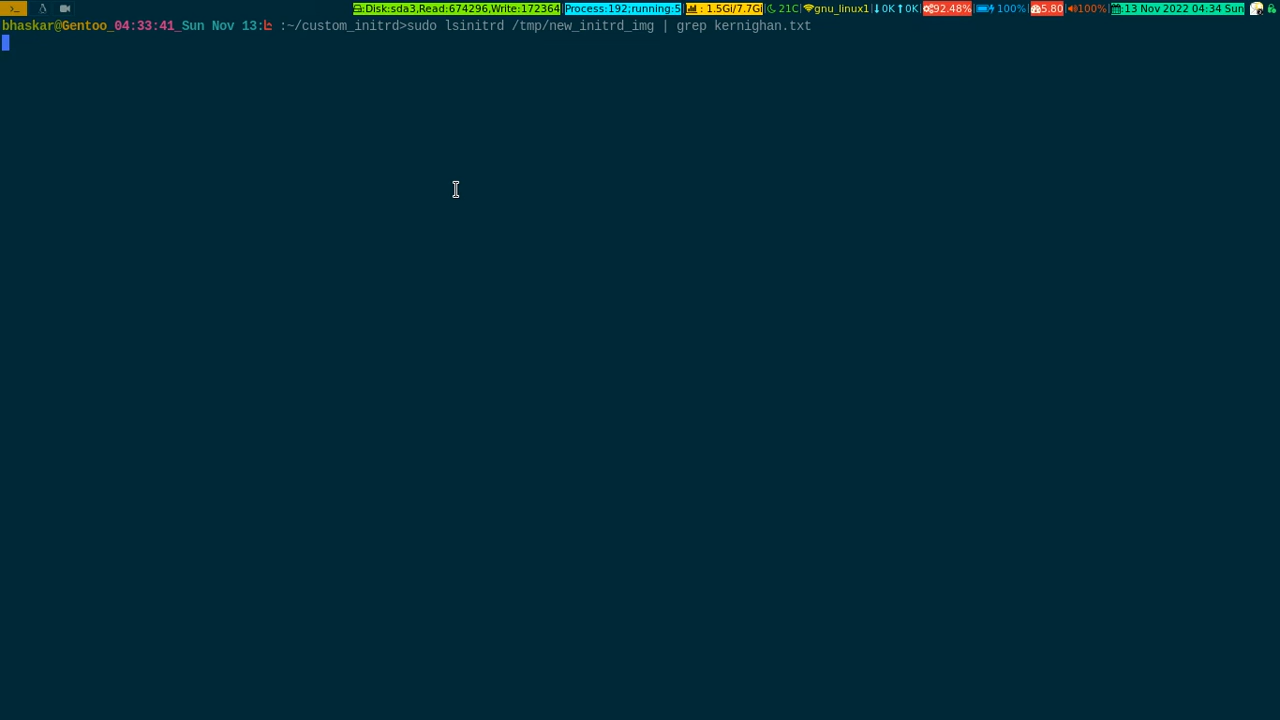 Disk:sda3,Read:674296,Write:172364 Process:192;running:5 : 1.5Gi/7.7Gi 21C gnu_linux1 0K 0K 92.48% 100% 5.80 100% :13 Nov 2022 04:34 Sun
bhaskar@Gentoo_04:33:41_Sun Nov 13: :~/custom_initrd>sudo lsinitrd /tmp/new_initrd_img | grep kernighan.txt